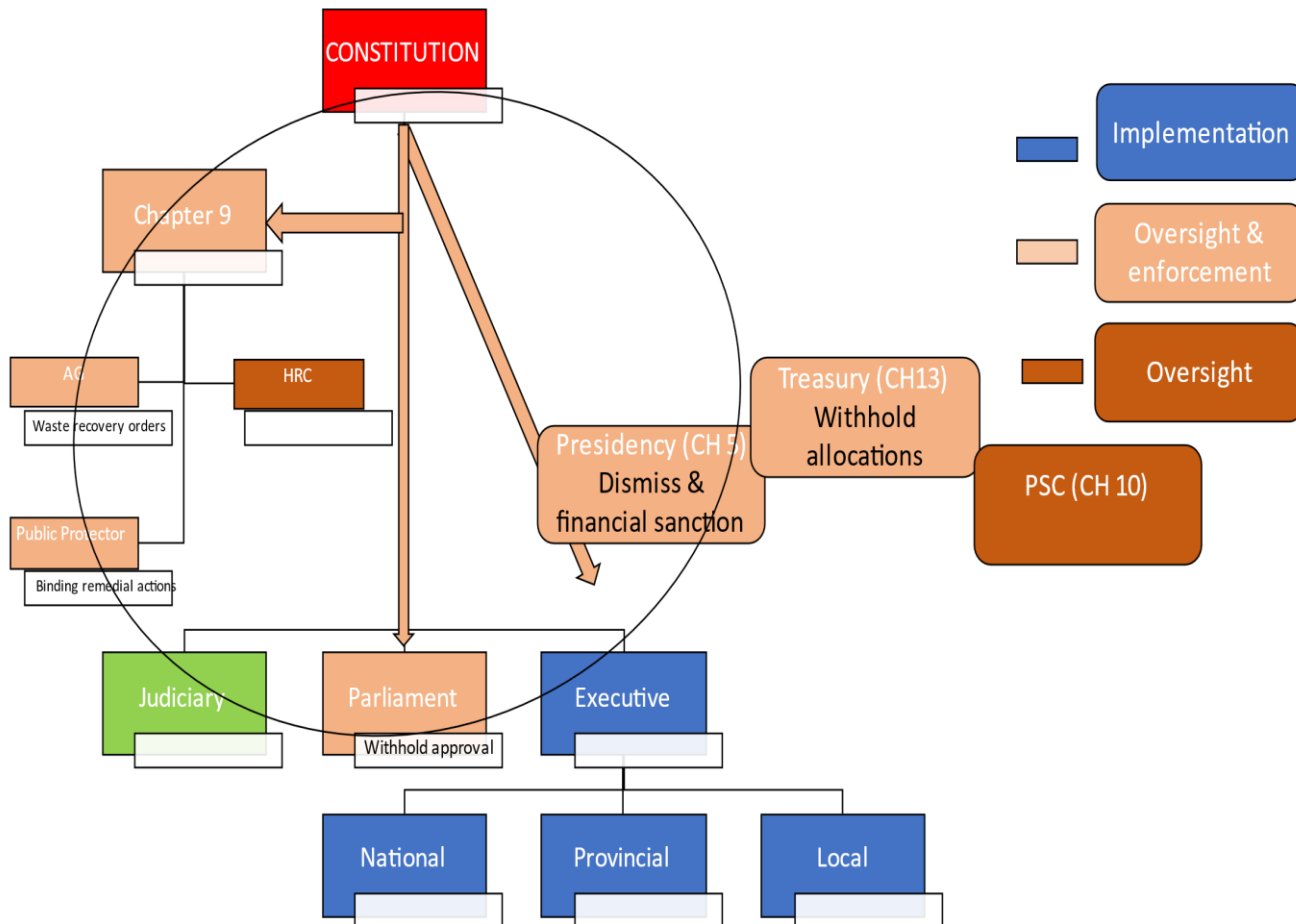 CONSTITUTION
Implementation
Chapter 9
Oversight &
enforcement
AG
HRC
Oversight
Waste recovery orders
Treasury (CH13)
Withhold
allocations
Presidency (CH 5)
Dismiss &
financial sanction
PSC (CH 10)
Public Protector
Binding remedial actions
Judiciary
Parliament
Executive
Withhold approval
National
Provincial
Local